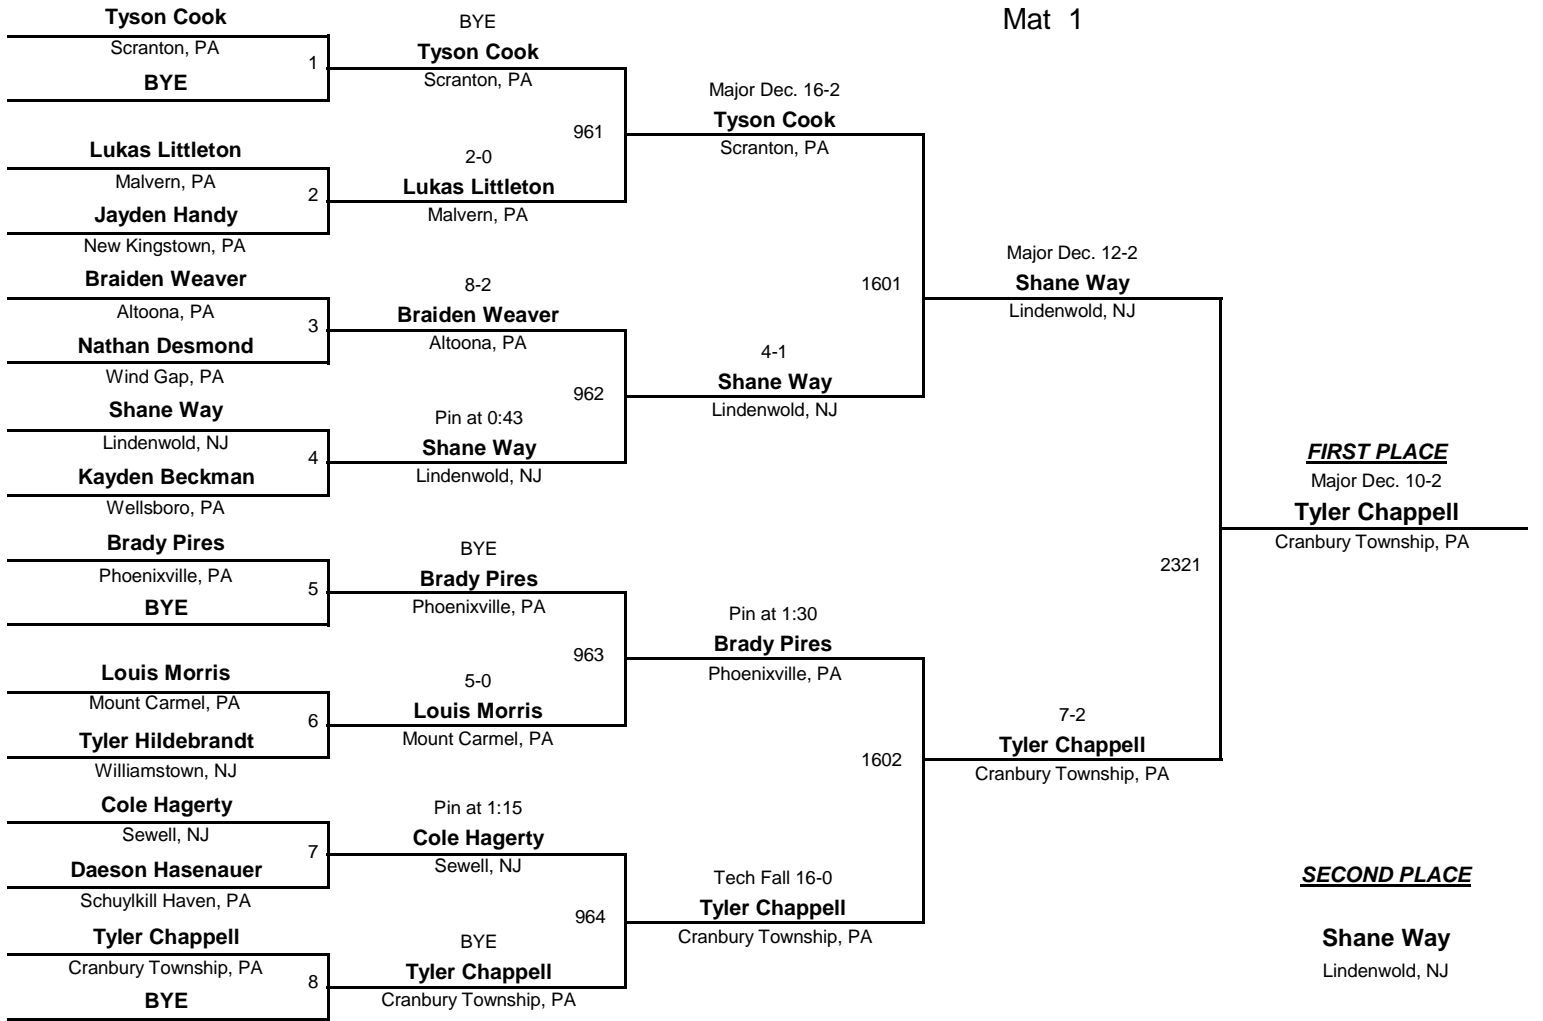 Mat 1
Tyson Cook
Scranton, PA
1
BYE
Lukas Littleton
Malvern, PA
2
Jayden Handy
New Kingstown, PA
Braiden Weaver
Altoona, PA
3
Nathan Desmond
Wind Gap, PA
Shane Way
Lindenwold, NJ
4
Kayden Beckman
Wellsboro, PA
Brady Pires
Phoenixville, PA
5
BYE
Louis Morris
Mount Carmel, PA
6
Tyler Hildebrandt
Williamstown, NJ
Cole Hagerty
Sewell, NJ
7
Daeson Hasenauer
Schuylkill Haven, PA
Tyler Chappell
Cranbury Township, PA
8
BYE
BYE
Tyson Cook
Scranton, PA
961
2-0
Lukas Littleton
Malvern, PA
8-2
Braiden Weaver
Altoona, PA
962
Pin at 0:43
Shane Way
Lindenwold, NJ
BYE
Brady Pires
Phoenixville, PA
963
5-0
Louis Morris
Mount Carmel, PA
Pin at 1:15
Cole Hagerty
Sewell, NJ
964
BYE
Tyler Chappell
Cranbury Township, PA
Major Dec. 16-2
Tyson Cook
Scranton, PA
1601
4-1
Shane Way
Lindenwold, NJ
Pin at 1:30
Brady Pires
Phoenixville, PA
1602
Tech Fall 16-0
Tyler Chappell
Cranbury Township, PA
Major Dec. 12-2
Shane Way
Lindenwold, NJ
2321
7-2
Tyler Chappell
Cranbury Township, PA
FIRST PLACE
Major Dec. 10-2
Tyler Chappell
Cranbury Township, PA
SECOND PLACE
Shane Way
Lindenwold, NJ